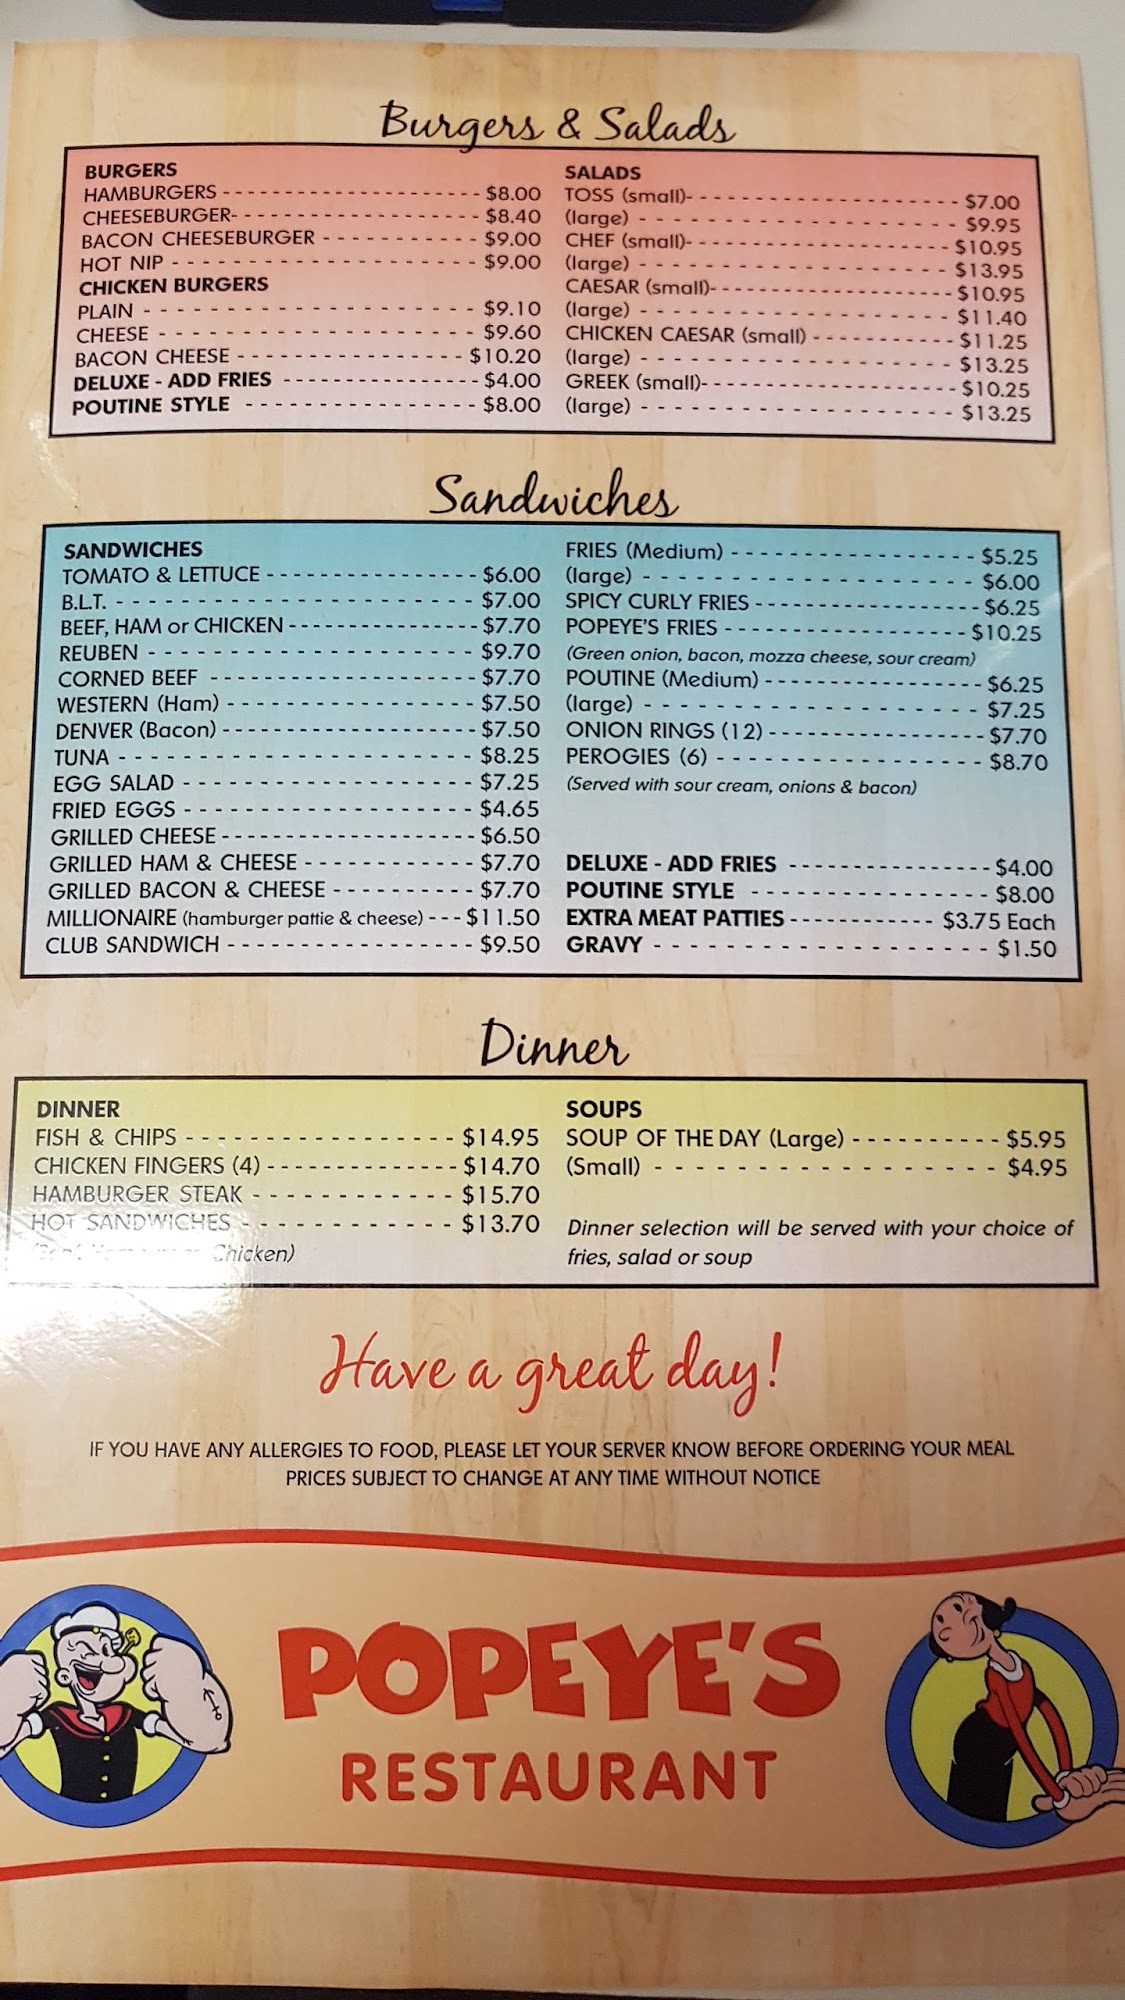 Burgers & Salads
BURGERS
HAMBURGERS - - - - - - - - - - - - - - - - - - - - $8.00
CHEESEBURGER- - - - - - - - - - - - - - - - - - - - $8.40
BACON CHEESEBURGER - - - - - - - - - - - - $9.00
HOT NIP - - - - - - - - - - - - - - - - - - - - $9.00
CHICKEN BURGERS
PLAIN - - - - - - - - - - - - - - - - - - - - - - $9.10
CHEESE - - - - - - - - - - - - - - - - - - - - - $9.60
BACON CHEESE - - - - - - - - - - - - - - - - - $10.20
DELUXE - ADD FRIES - - - - - - - - - - - - - - - $4.00
POUTINE STYLE - - - - - - - - - - - - - - - - - $8.00
SALADS
TOSS (small)- - - - - - - - - - - - - - - - - - - - $7.00
(large) - - - - - - - - - - - - - - - - - - - $9.95
CHEF (small)- - - - - - - - - - - - - - - - - - - $10.95
(large) - - - - - - - - - - - - - - - - - - - $13.95
CAESAR (small)- - - - - - - - - - - - - - - - - - $10.95
(large) - - - - - - - - - - - - - - - - - - - $11.40
CHICKEN CAESAR (small) - - - - - - - - - - - $11.25
(large) - - - - - - - - - - - - - - - - - - - $13.25
GREEK (small)- - - - - - - - - - - - - - - - - - - $10.25
(large) - - - - - - - - - - - - - - - - - - - $13.25
Sandwiches
SANDWICHES
TOMATO & LETTUCE - - - - - - - - - - - - - - - - $6.00
B.L.T. - - - - - - - - - - - - - - - - - - - - - - $7.00
BEEF, HAM or CHICKEN - - - - - - - - - - - - - - $7.70
REUBEN - - - - - - - - - - - - - - - - - - - - $9.70
CORNED BEEF - - - - - - - - - - - - - - - - - $7.70
WESTERN (Ham) - - - - - - - - - - - - - - - - - $7.50
DENVER (Bacon) - - - - - - - - - - - - - - - - - $7.50
TUNA - - - - - - - - - - - - - - - - - - - - - - $8.25
EGG SALAD - - - - - - - - - - - - - - - - - - $7.25
FRIED EGGS - - - - - - - - - - - - - - - - - - $4.65
GRILLED CHEESE - - - - - - - - - - - - - - - - - $6.50
GRILLED HAM & CHEESE - - - - - - - - - - - - $7.70
GRILLED BACON & CHEESE - - - - - - - - - - $7.70
MILLIONAIRE (hamburger pattie & cheese) - - - $11.50
CLUB SANDWICH - - - - - - - - - - - - - - - - - $9.50
FRIES (Medium) - - - - - - - - - - - - - - - - - - $5.25
(large) - - - - - - - - - - - - - - - - - - - $6.00
SPICY CURLY FRIES - - - - - - - - - - - - - - - - - $6.25
POPEYE'S FRIES - - - - - - - - - - - - - - - - - - $10.25
(Green onion, bacon, mozza cheese, sour cream)
POUTINE (Medium) - - - - - - - - - - - - - - - - $6.25
(large) - - - - - - - - - - - - - - - - - - - $7.25
ONION RINGS (12) - - - - - - - - - - - - - - - - $7.70
PEROGIES (6) - - - - - - - - - - - - - - - - - $8.70
(Served with sour cream, onions & bacon)
DELUXE - ADD FRIES - - - - - - - - - - - - - - - $4.00
POUTINE STYLE - - - - - - - - - - - - - - - - - $8.00
EXTRA MEAT PATTIES - - - - - - - - - - - $3.75 Each
GRAVY - - - - - - - - - - - - - - - - - - - $1.50
Dinner
DINNER
FISH & CHIPS - - - - - - - - - - - - - - - - - $14.95
CHICKEN FINGERS (4) - - - - - - - - - - - - - - $14.70
HAMBURGER STEAK - - - - - - - - - - - - - $15.70
HOT SANDWICHES - - - - - - - - - - - - - - $13.70
Chicken)
SOUPS
SOUP OF THE DAY (Large) - - - - - - - - - - $5.95
(Small) - - - - - - - - - - - - - - - - - - $4.95
Dinner selection will be served with your choice of
fries, salad or soup
Have a great day!
IF YOU HAVE ANY ALLERGIES TO FOOD, PLEASE LET YOUR SERVER KNOW BEFORE ORDERING YOUR MEAL
PRICES SUBJECT TO CHANGE AT ANY TIME WITHOUT NOTICE
POPEYE'S
RESTAURANT